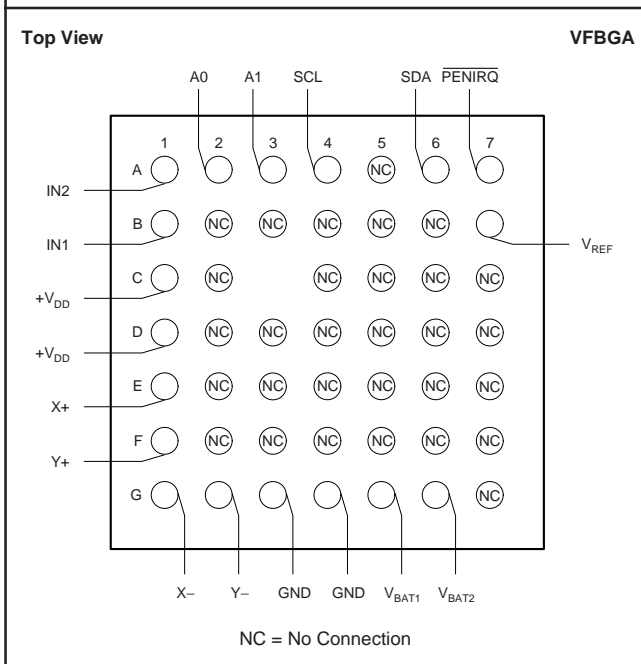 Top View VFBGA
A0 A1 SCL SDA PENIRQ
1 2 3 4 5 6 7
A NC
IN2
B NC NC NC NC NC
IN1 VREF
C NC NC NC NC NC
+VDD
D NC NC NC NC NC NC
+VDD
E NC NC NC NC NC NC
X+
F NC NC NC NC NC NC
Y+
G NC
X– Y– GND GND VBAT1 VBAT2
NC = No Connection